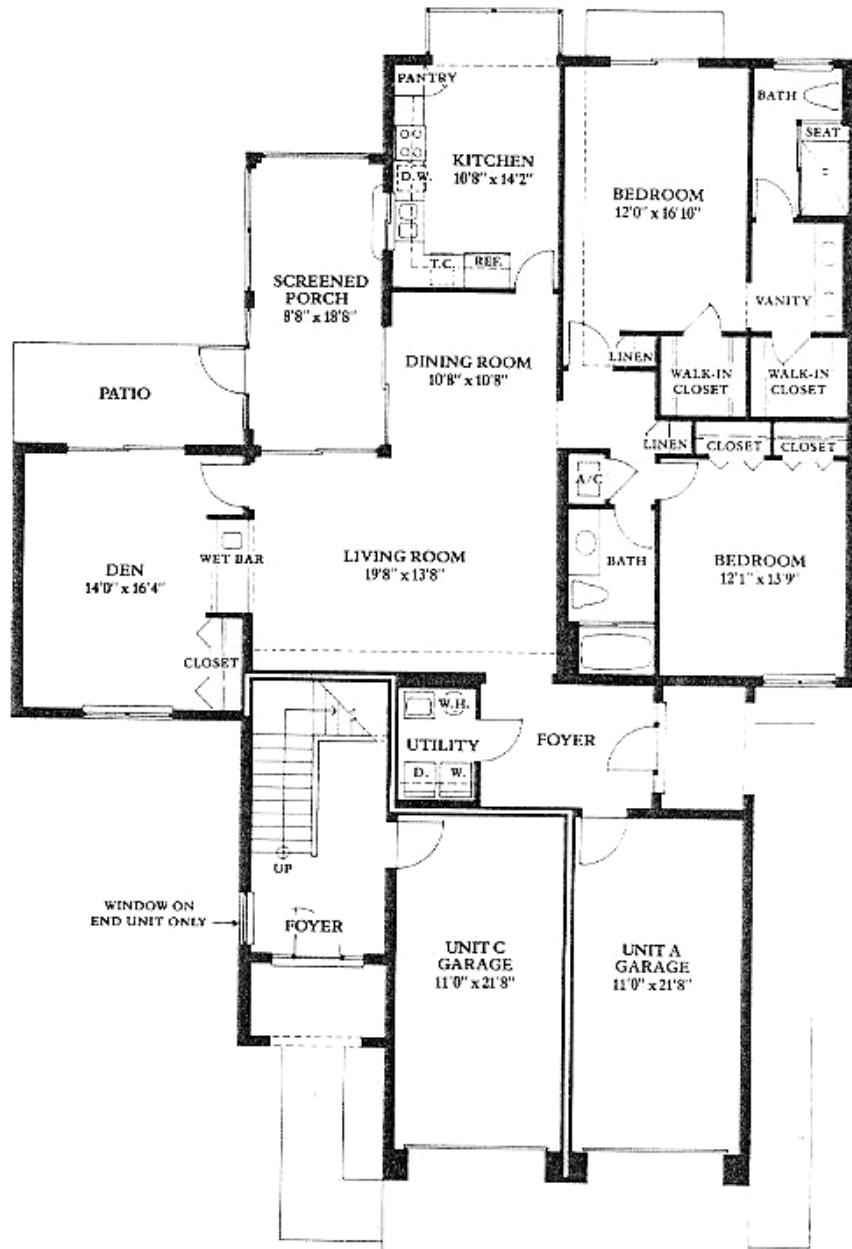 PANTRY
KITCHEN
10'8" x 14'2"
D.W.
T.C.
REF.
BATH
SEAT
BEDROOM
12'0" x 16'10"
VANITY
SCREENED
PORCH
8'8" x 18'8"
DINING ROOM
10'8" x 10'8"
LINEN
WALK-IN
CLOSET
WALK-IN
CLOSET
PATIO
LINEN
CLOSET
CLOSET
A/C
DEN
14'0" x 16'4"
WET BAR
LIVING ROOM
19'8" x 13'8"
BATH
BEDROOM
12'1" x 13'9"
CLOSET
W.H.
UTILITY
D.
W.
FOYER
UP
WINDOW ON
END UNIT ONLY
FOYER
UNIT C
GARAGE
11'0" x 21'8"
UNIT A
GARAGE
11'0" x 21'8"